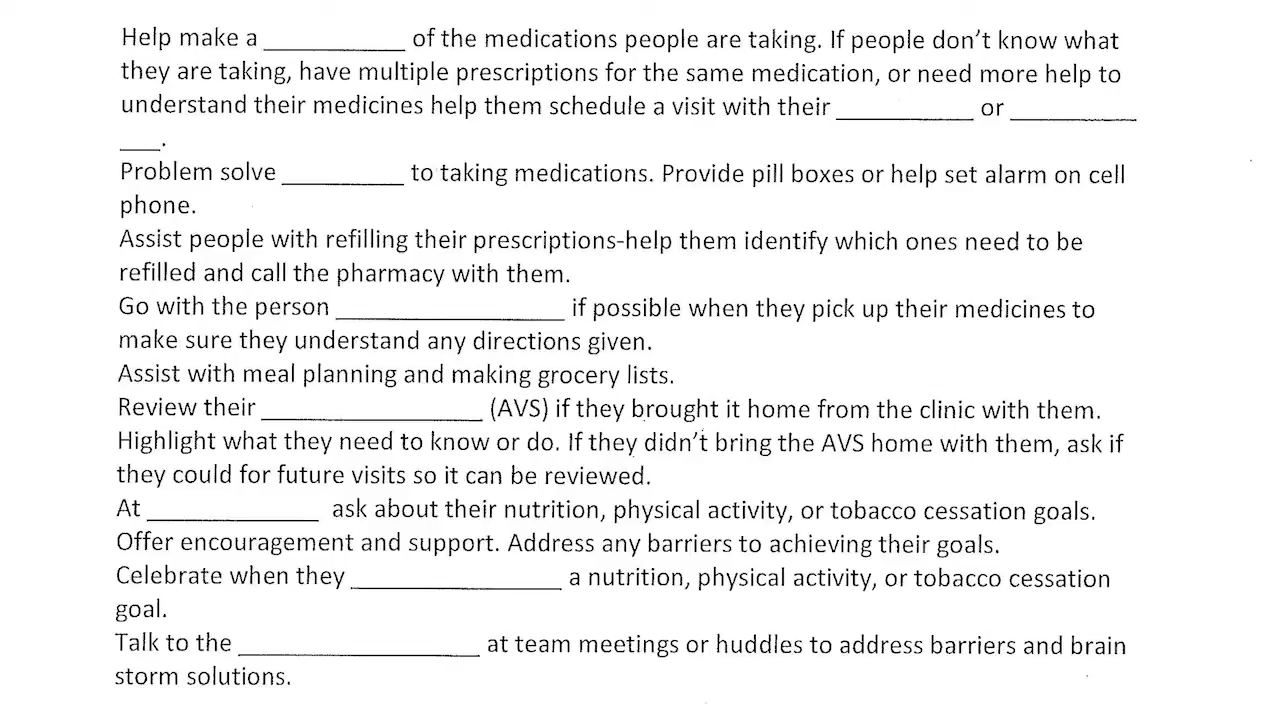 Help make a ___________ of the medications people are taking. If people don't know what
they are taking, have multiple prescriptions for the same medication, or need more help to
understand their medicines help them schedule a visit with their ___________ or __________
___.
Problem solve __________ to taking medications. Provide pill boxes or help set alarm on cell
phone.
Assist people with refilling their prescriptions-help them identify which ones need to be
refilled and call the pharmacy with them.
Go with the person __________________ if possible when they pick up their medicines to
make sure they understand any directions given.
Assist with meal planning and making grocery lists.
Review their _________________ (AVS) if they brought it home from the clinic with them.
Highlight what they need to know or do. If they didn't bring the AVS home with them, ask if
they could for future visits so it can be reviewed.
At _____________ ask about their nutrition, physical activity, or tobacco cessation goals.
Offer encouragement and support. Address any barriers to achieving their goals.
Celebrate when they ________________ a nutrition, physical activity, or tobacco cessation
goal.
Talk to the ___________________ at team meetings or huddles to address barriers and brain
storm solutions.